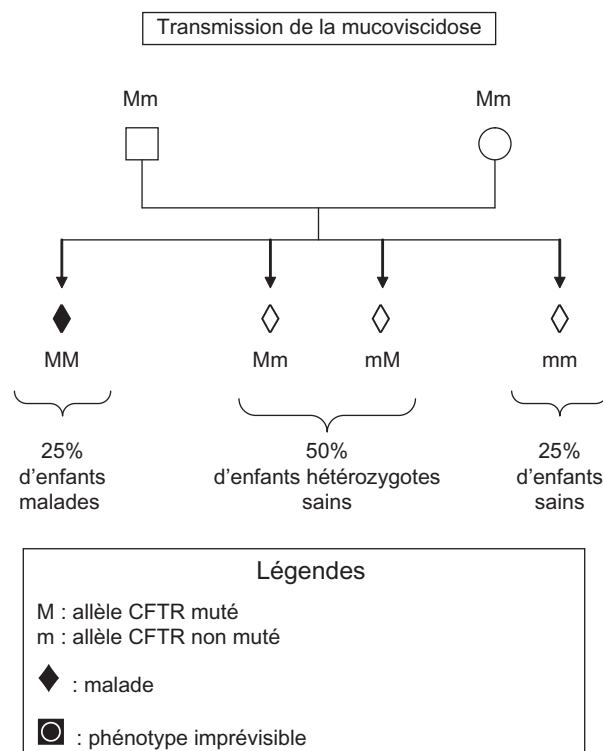 Transmission de la mucoviscidose
Mm Mm
MM Mm mM mm
25% 50% 25%
d'enfants d'enfants hétérozygotes d'enfants
malades sains sains
Légendes
M : allèle CFTR muté
m : allèle CFTR non muté
: malade
: phénotype imprévisible